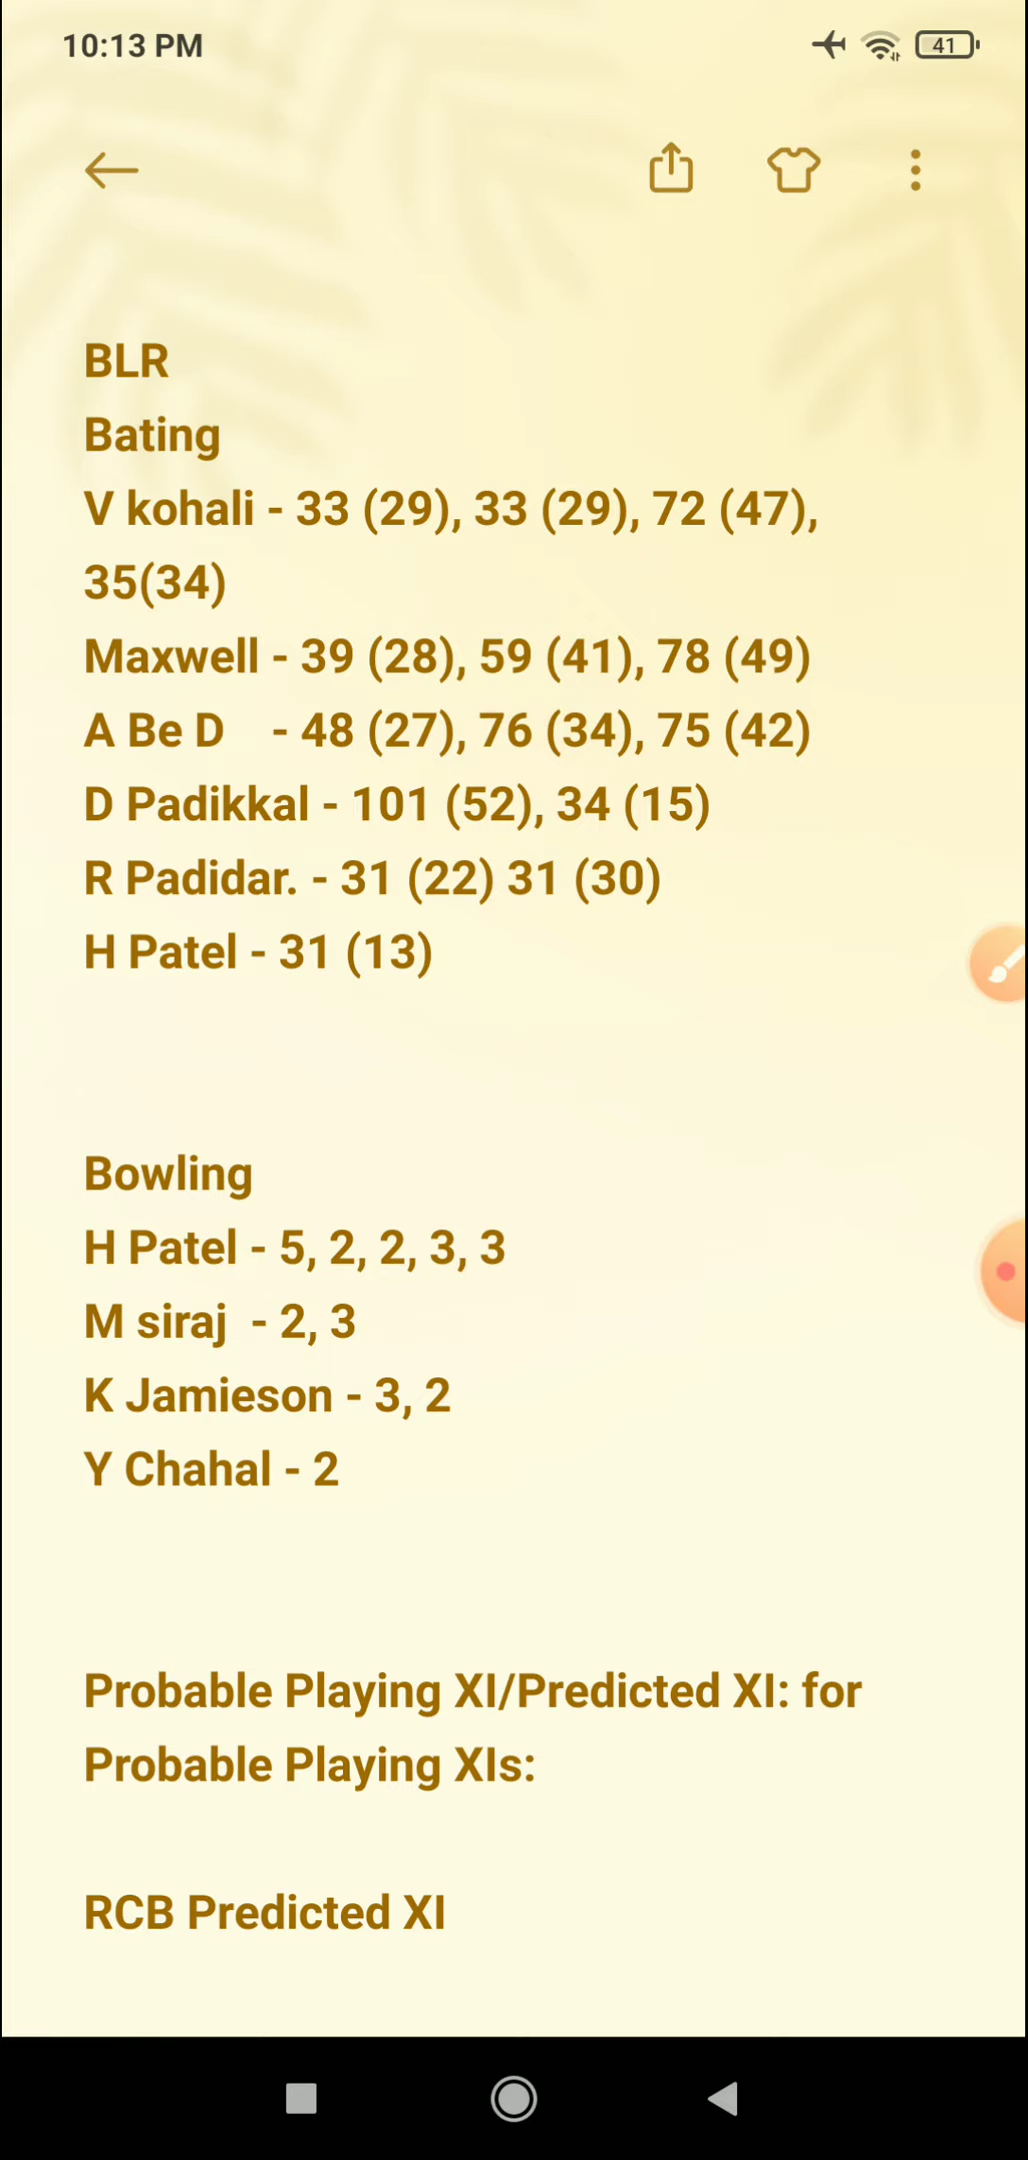 10:13 PM
41
BLR
Bating
V kohali - 33 (29), 33 (29), 72 (47),
35(34)
Maxwell - 39 (28), 59 (41), 78 (49)
A Be D    - 48 (27), 76 (34), 75 (42)
D Padikkal - 101 (52), 34 (15)
R Padidar. - 31 (22) 31 (30)
H Patel - 31 (13)
Bowling
H Patel - 5, 2, 2, 3, 3
M siraj  - 2, 3
K Jamieson - 3, 2
Y Chahal - 2
Probable Playing XI/Predicted XI: for
Probable Playing XIs:
RCB Predicted XI